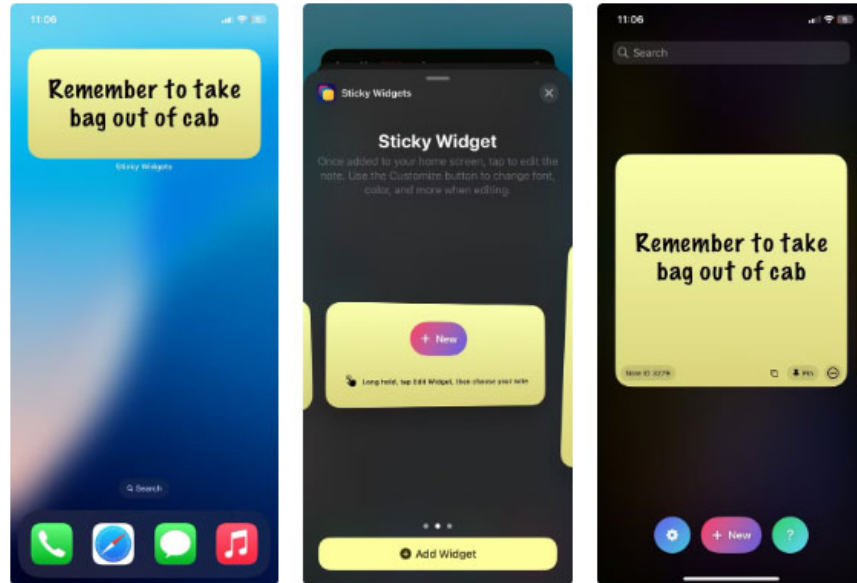 11:06
Remember to take
bag out of cab
Sticky Widgets
Search
Sticky Widgets
Sticky Widget
Once added to your home screen, tap to edit the
note. Use the Customize button to change font,
color, and more when editing.
+ New
Long hold, tap Edit Widget, then choose your note
Add Widget
11:06
Search
Remember to take
bag out of cab
Note ID 3279
Pin
+ New
?